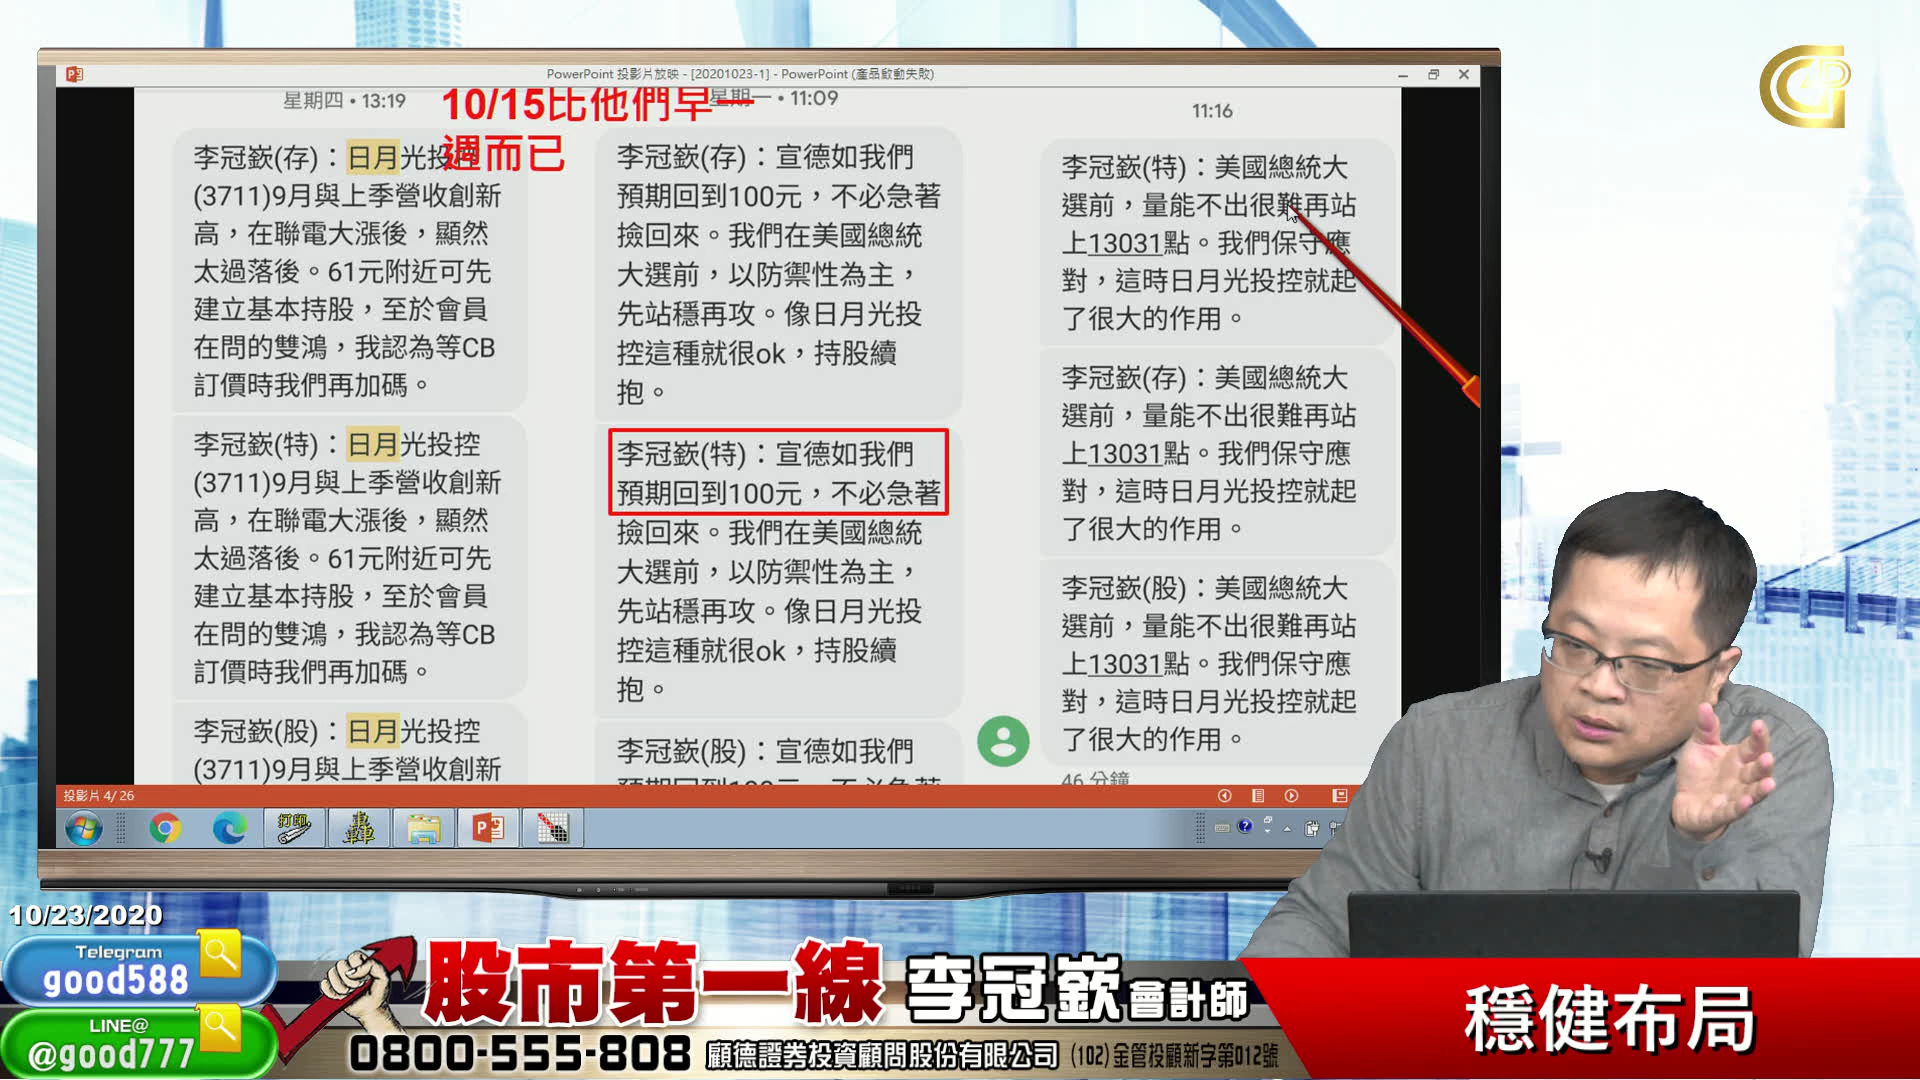 PowerPoint 投影片放映 - [20201023-1] - PowerPoint (產品啟動失敗)
星期四 • 13:19
10/15比他們早一
週而已
李冠嶔(存)：日月光投控
(3711)9月與上季營收創新
高，在聯電大漲後，顯然
太過落後。61元附近可先
建立基本持股，至於會員
在問的雙鴻，我認為等CB
訂價時我們再加碼。
李冠嶔(特)：日月光投控
(3711)9月與上季營收創新
高，在聯電大漲後，顯然
太過落後。61元附近可先
建立基本持股，至於會員
在問的雙鴻，我認為等CB
訂價時我們再加碼。
李冠嶔(股)：日月光投控
(3711)9月與上季營收創新
星期一 • 11:09
李冠嶔(存)：宣德如我們
預期回到100元，不必急著
撿回來。我們在美國總統
大選前，以防禦性為主，
先站穩再攻。像日月光投
控這種就很ok，持股續
抱。
李冠嶔(特)：宣德如我們
預期回到100元，不必急著
撿回來。我們在美國總統
大選前，以防禦性為主，
先站穩再攻。像日月光投
控這種就很ok，持股續
抱。
李冠嶔(股)：宣德如我們
11:16
李冠嶔(特)：美國總統大
選前，量能不出很難再站
上13031點。我們保守應
對，這時日月光投控就起
了很大的作用。
李冠嶔(存)：美國總統大
選前，量能不出很難再站
上13031點。我們保守應
對，這時日月光投控就起
了很大的作用。
李冠嶔(股)：美國總統大
選前，量能不出很難再站
上13031點。我們保守應
對，這時日月光投控就起
了很大的作用。
46 分鐘
投影片 4/26
打印
10/23/2020
Telegram
good588
LINE@
@good777
股市第一線 李冠嶔會計師
0800-555-808 顧德證券投資顧問股份有限公司 (102)金管投顧新字第012號
穩健布局